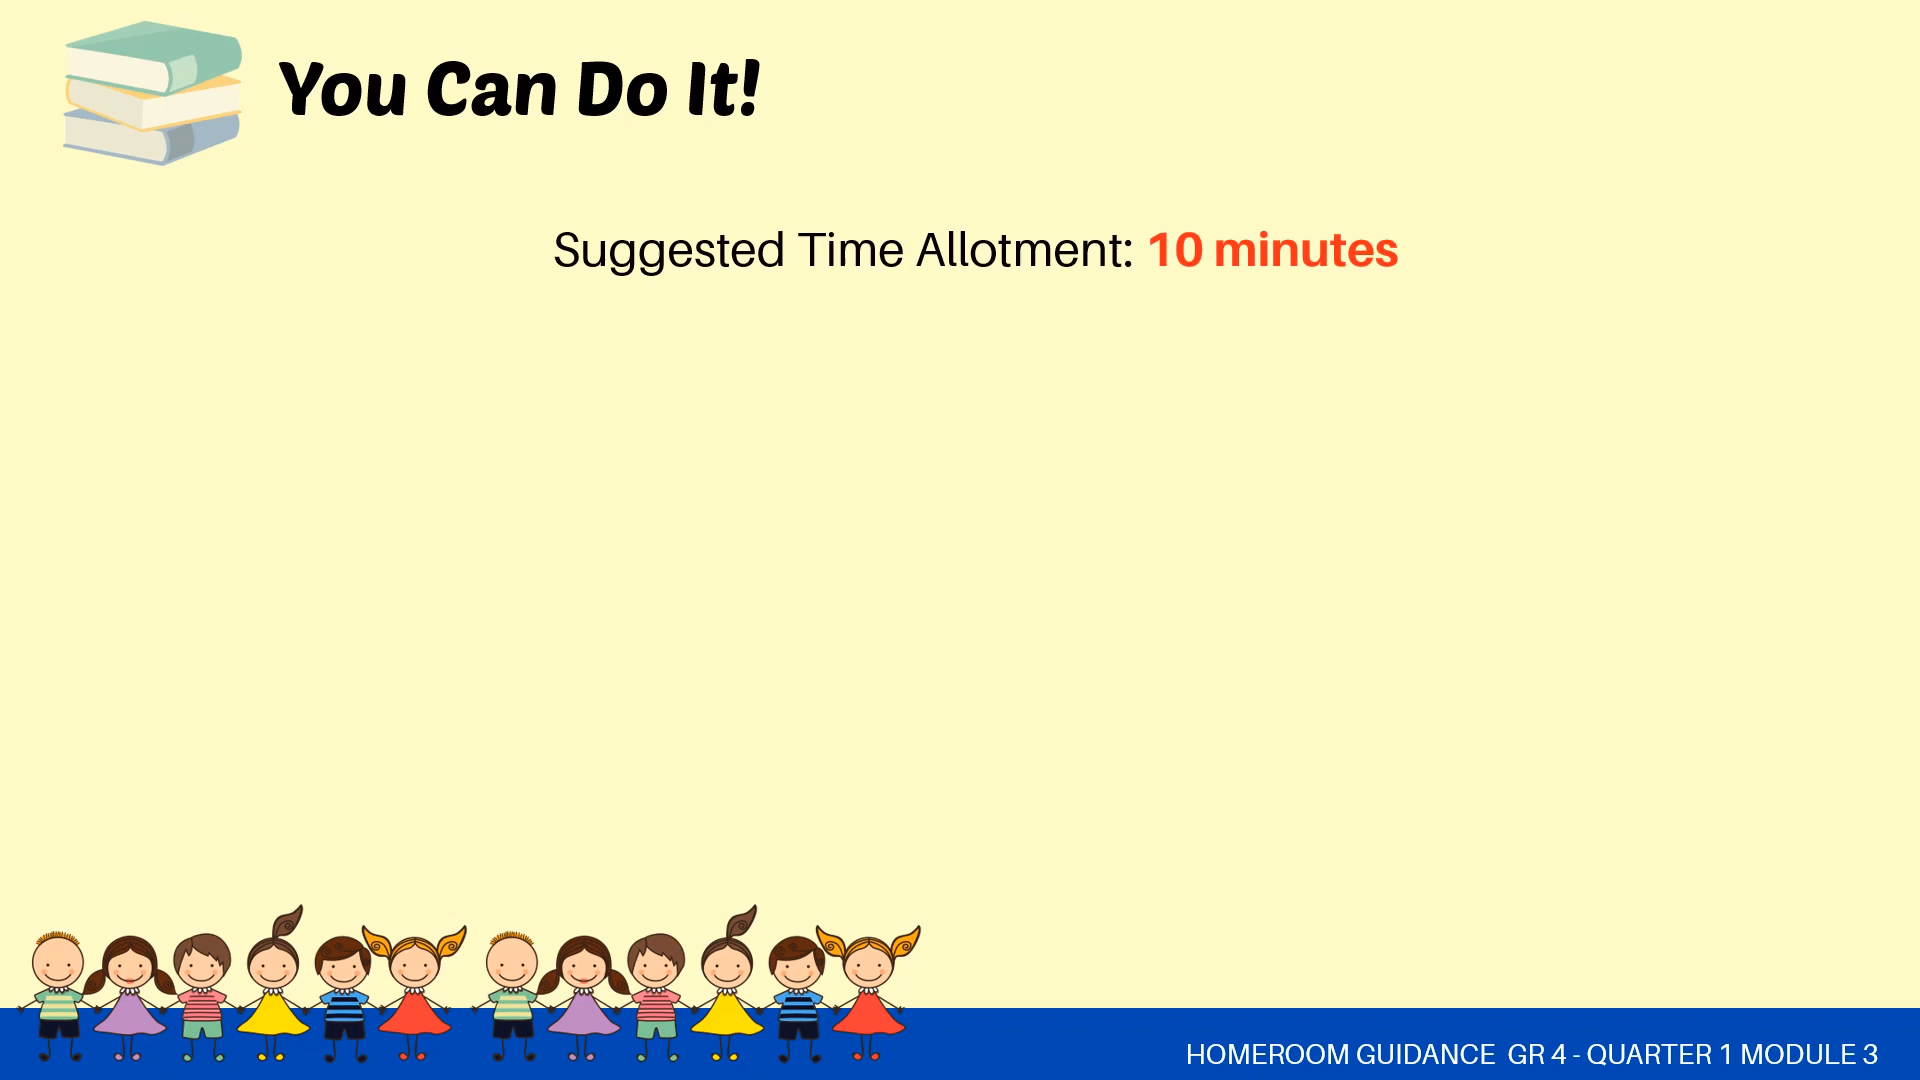 You Can Do It!
Suggested Time Allotment: 10 minutes
HOMEROOM GUIDANCE  GR 4 - QUARTER 1 MODULE 3